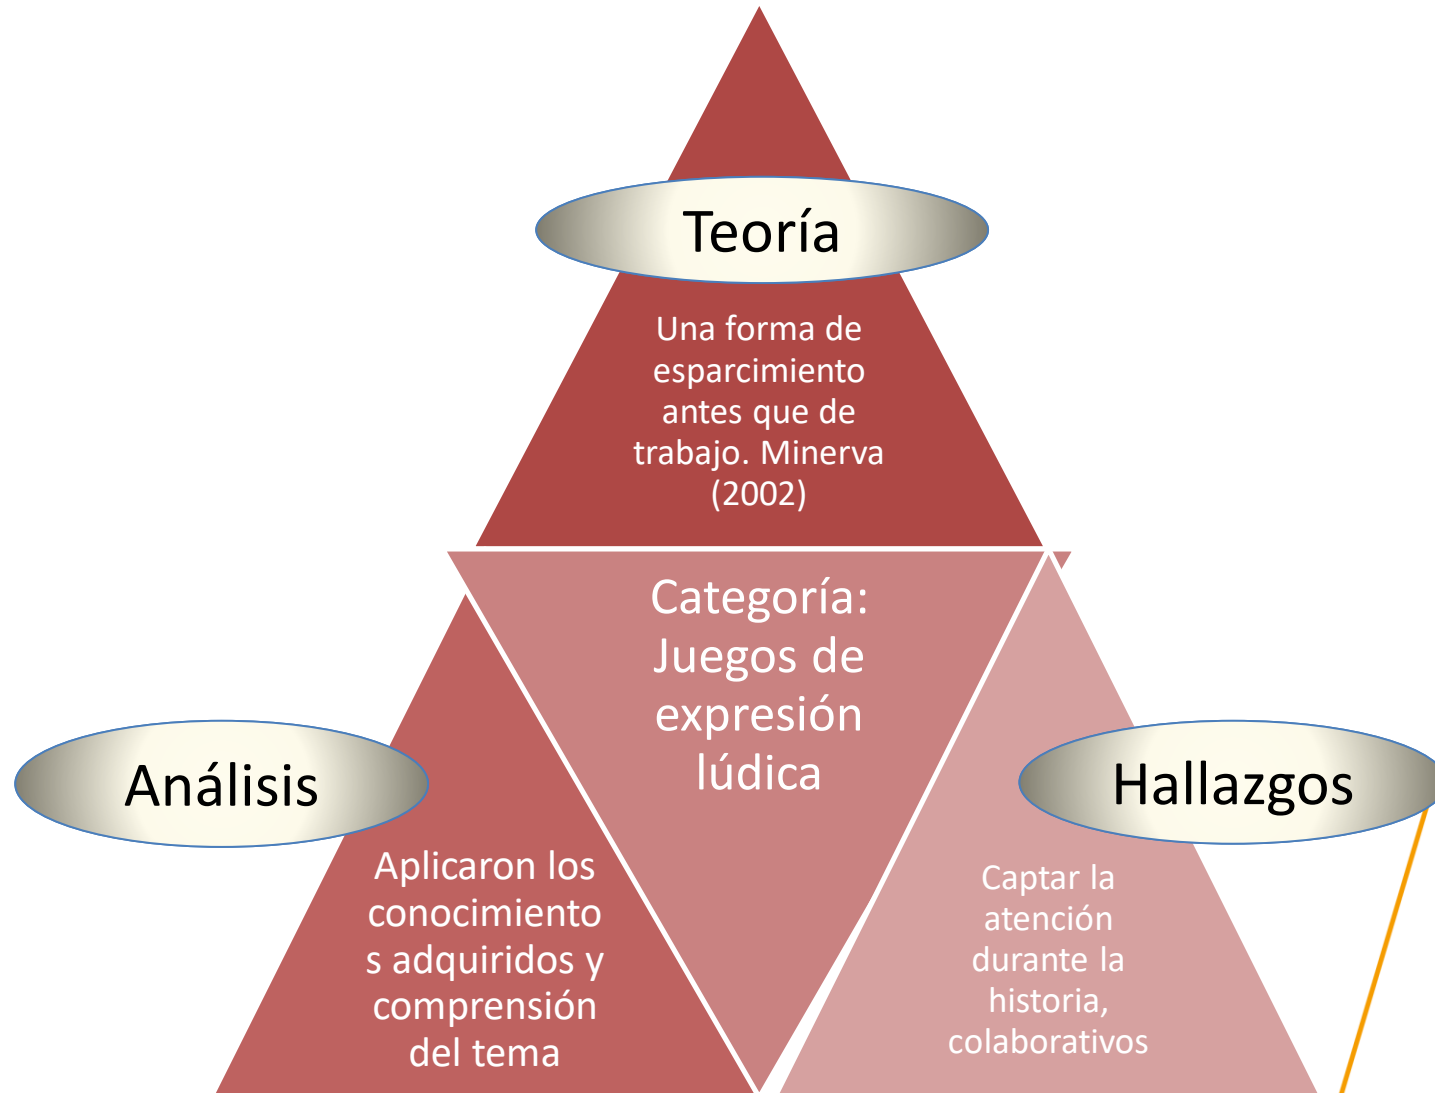 Teoría
Una forma de
esparcimiento
antes que de
trabajo. Minerva
(2002)
Categoría:
Juegos de
expresión
lúdica
Análisis
Aplicaron los
conocimiento
s adquiridos y
comprensión
del tema
Hallazgos
Captar la
atención
durante la
historia,
colaborativos